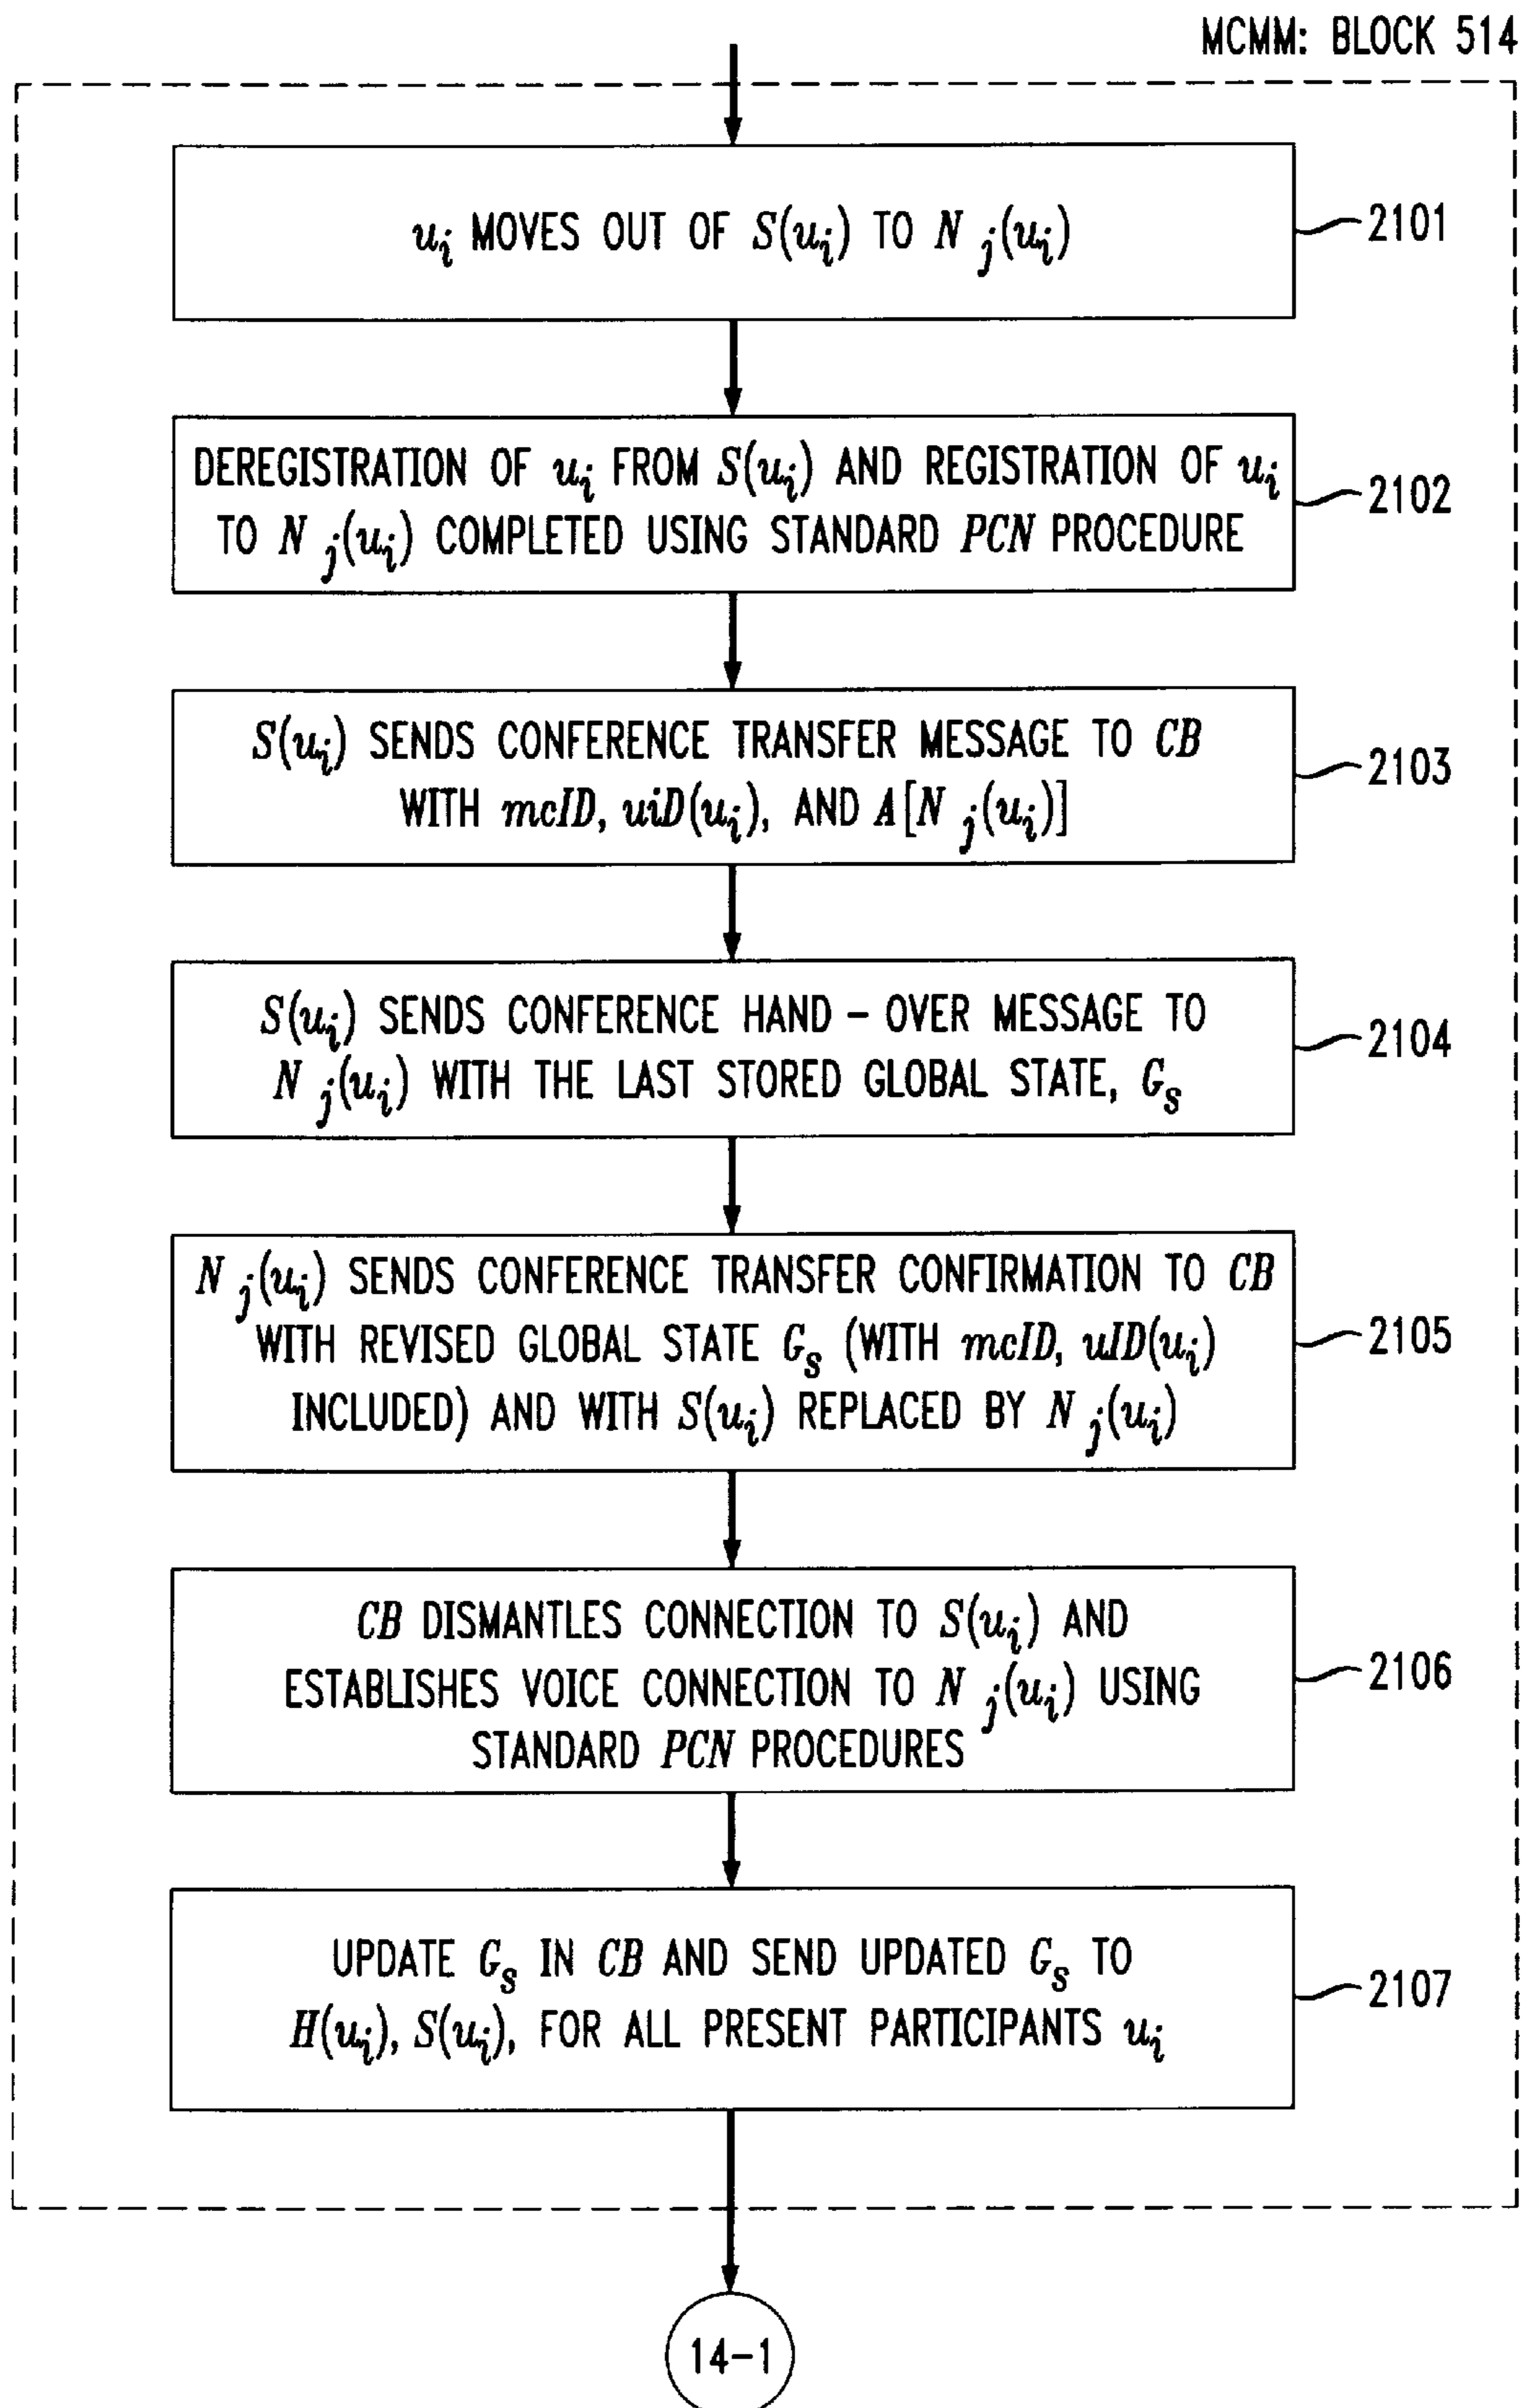 MCMM: BLOCK 514
u_i MOVES OUT OF S(u_i) TO N_j(u_i)
2101
DEREGISTRATION OF u_i FROM S(u_i) AND REGISTRATION OF u_i
TO N_j(u_i) COMPLETED USING STANDARD PCN PROCEDURE
2102
S(u_i) SENDS CONFERENCE TRANSFER MESSAGE TO CB
WITH mcID, uiD(u_i), AND A[N_j(u_i)]
2103
S(u_i) SENDS CONFERENCE HAND – OVER MESSAGE TO
N_j(u_i) WITH THE LAST STORED GLOBAL STATE, G_s
2104
N_j(u_i) SENDS CONFERENCE TRANSFER CONFIRMATION TO CB
WITH REVISED GLOBAL STATE G_s (WITH mcID, uID(u_i)
INCLUDED) AND WITH S(u_i) REPLACED BY N_j(u_i)
2105
CB DISMANTLES CONNECTION TO S(u_i) AND
ESTABLISHES VOICE CONNECTION TO N_j(u_i) USING
STANDARD PCN PROCEDURES
2106
UPDATE G_s IN CB AND SEND UPDATED G_s TO
H(u_i), S(u_i), FOR ALL PRESENT PARTICIPANTS u_i
2107
14-1